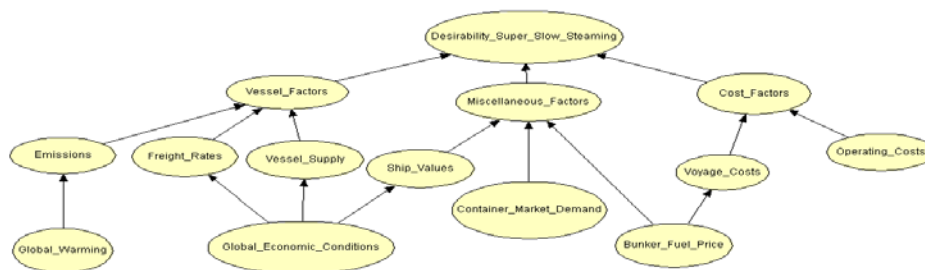 Desirability_Super_Slow_Steaming
Vessel_Factors
Miscellaneous_Factors
Cost_Factors
Emissions
Freight_Rates
Vessel_Supply
Ship_Values
Operating_Costs
Voyage_Costs
Container_Market_Demand
Global_Warming
Global_Economic_Conditions
Bunker_Fuel_Price